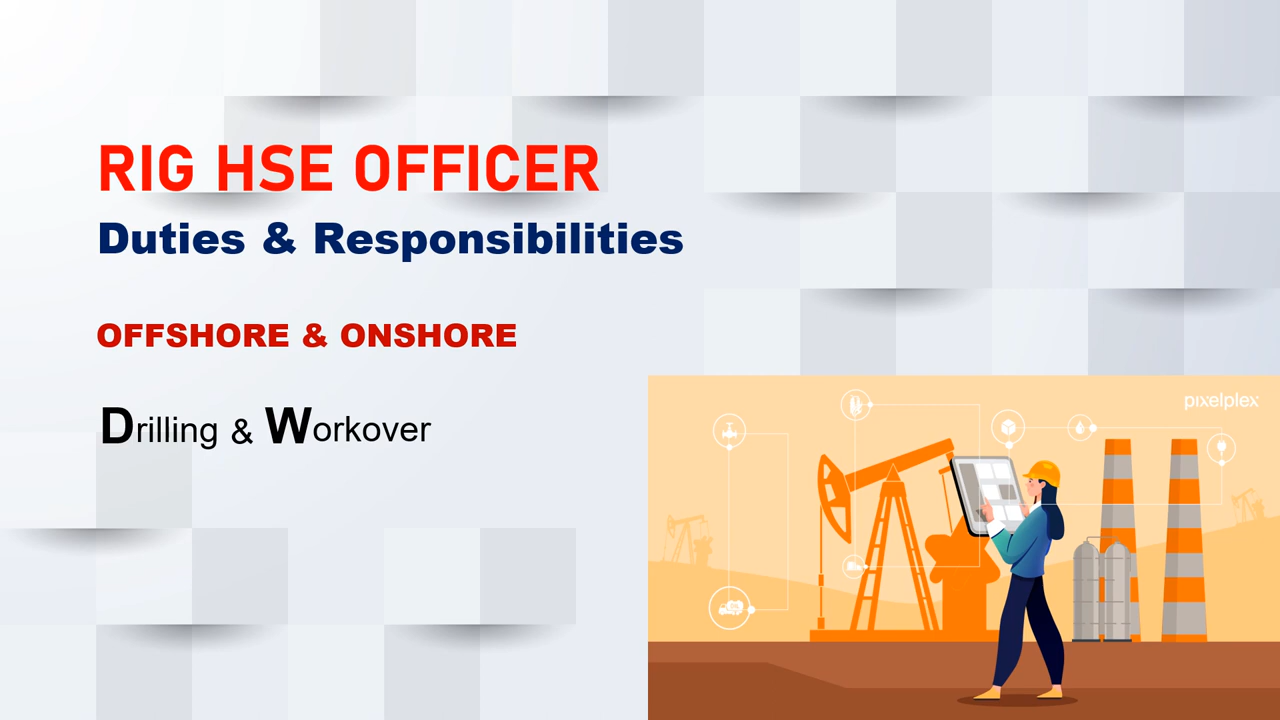 RIG HSE OFFICER
Duties & Responsibilities
OFFSHORE & ONSHORE
Drilling & Workover
pixelplex